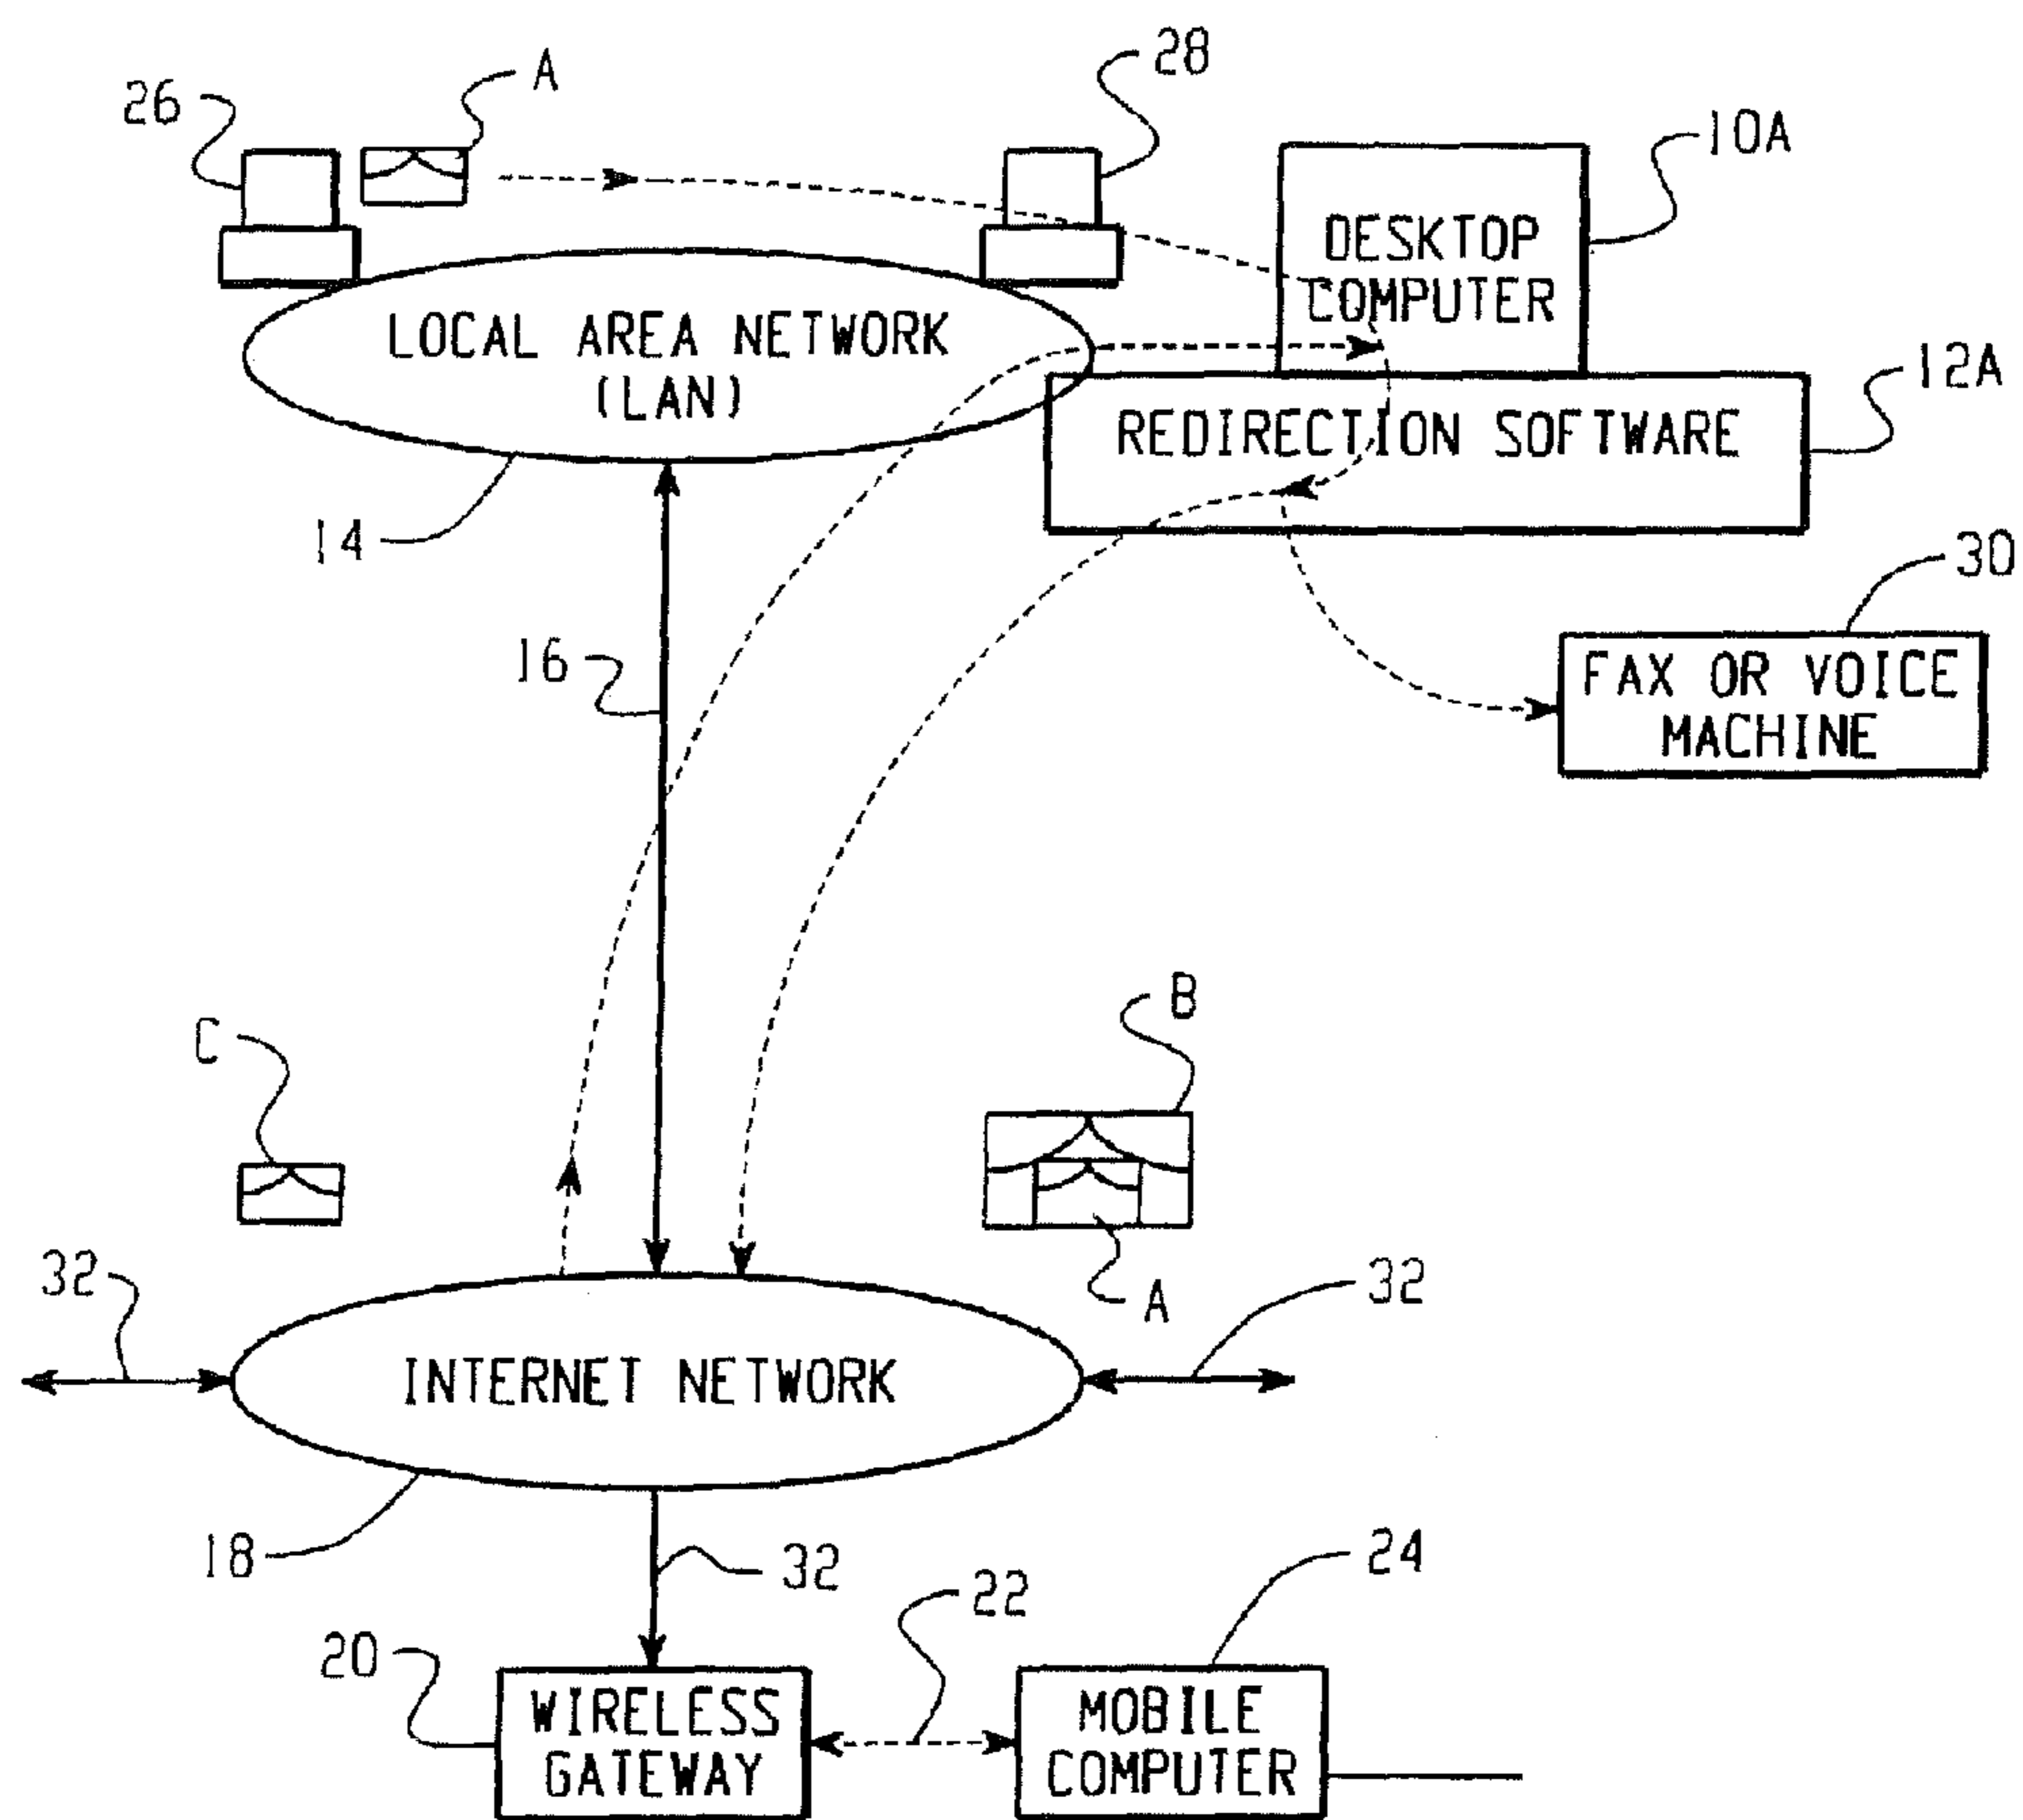 A
28
26
10A
DESKTOP
COMPUTER
LOCAL AREA NETWORK
(LAN)
12A
REDIRECTION SOFTWARE
14
30
16
FAX OR VOICE
MACHINE
B
C
32
A
32
INTERNET NETWORK
18
32
24
22
20
WIRELESS
GATEWAY
MOBILE
COMPUTER